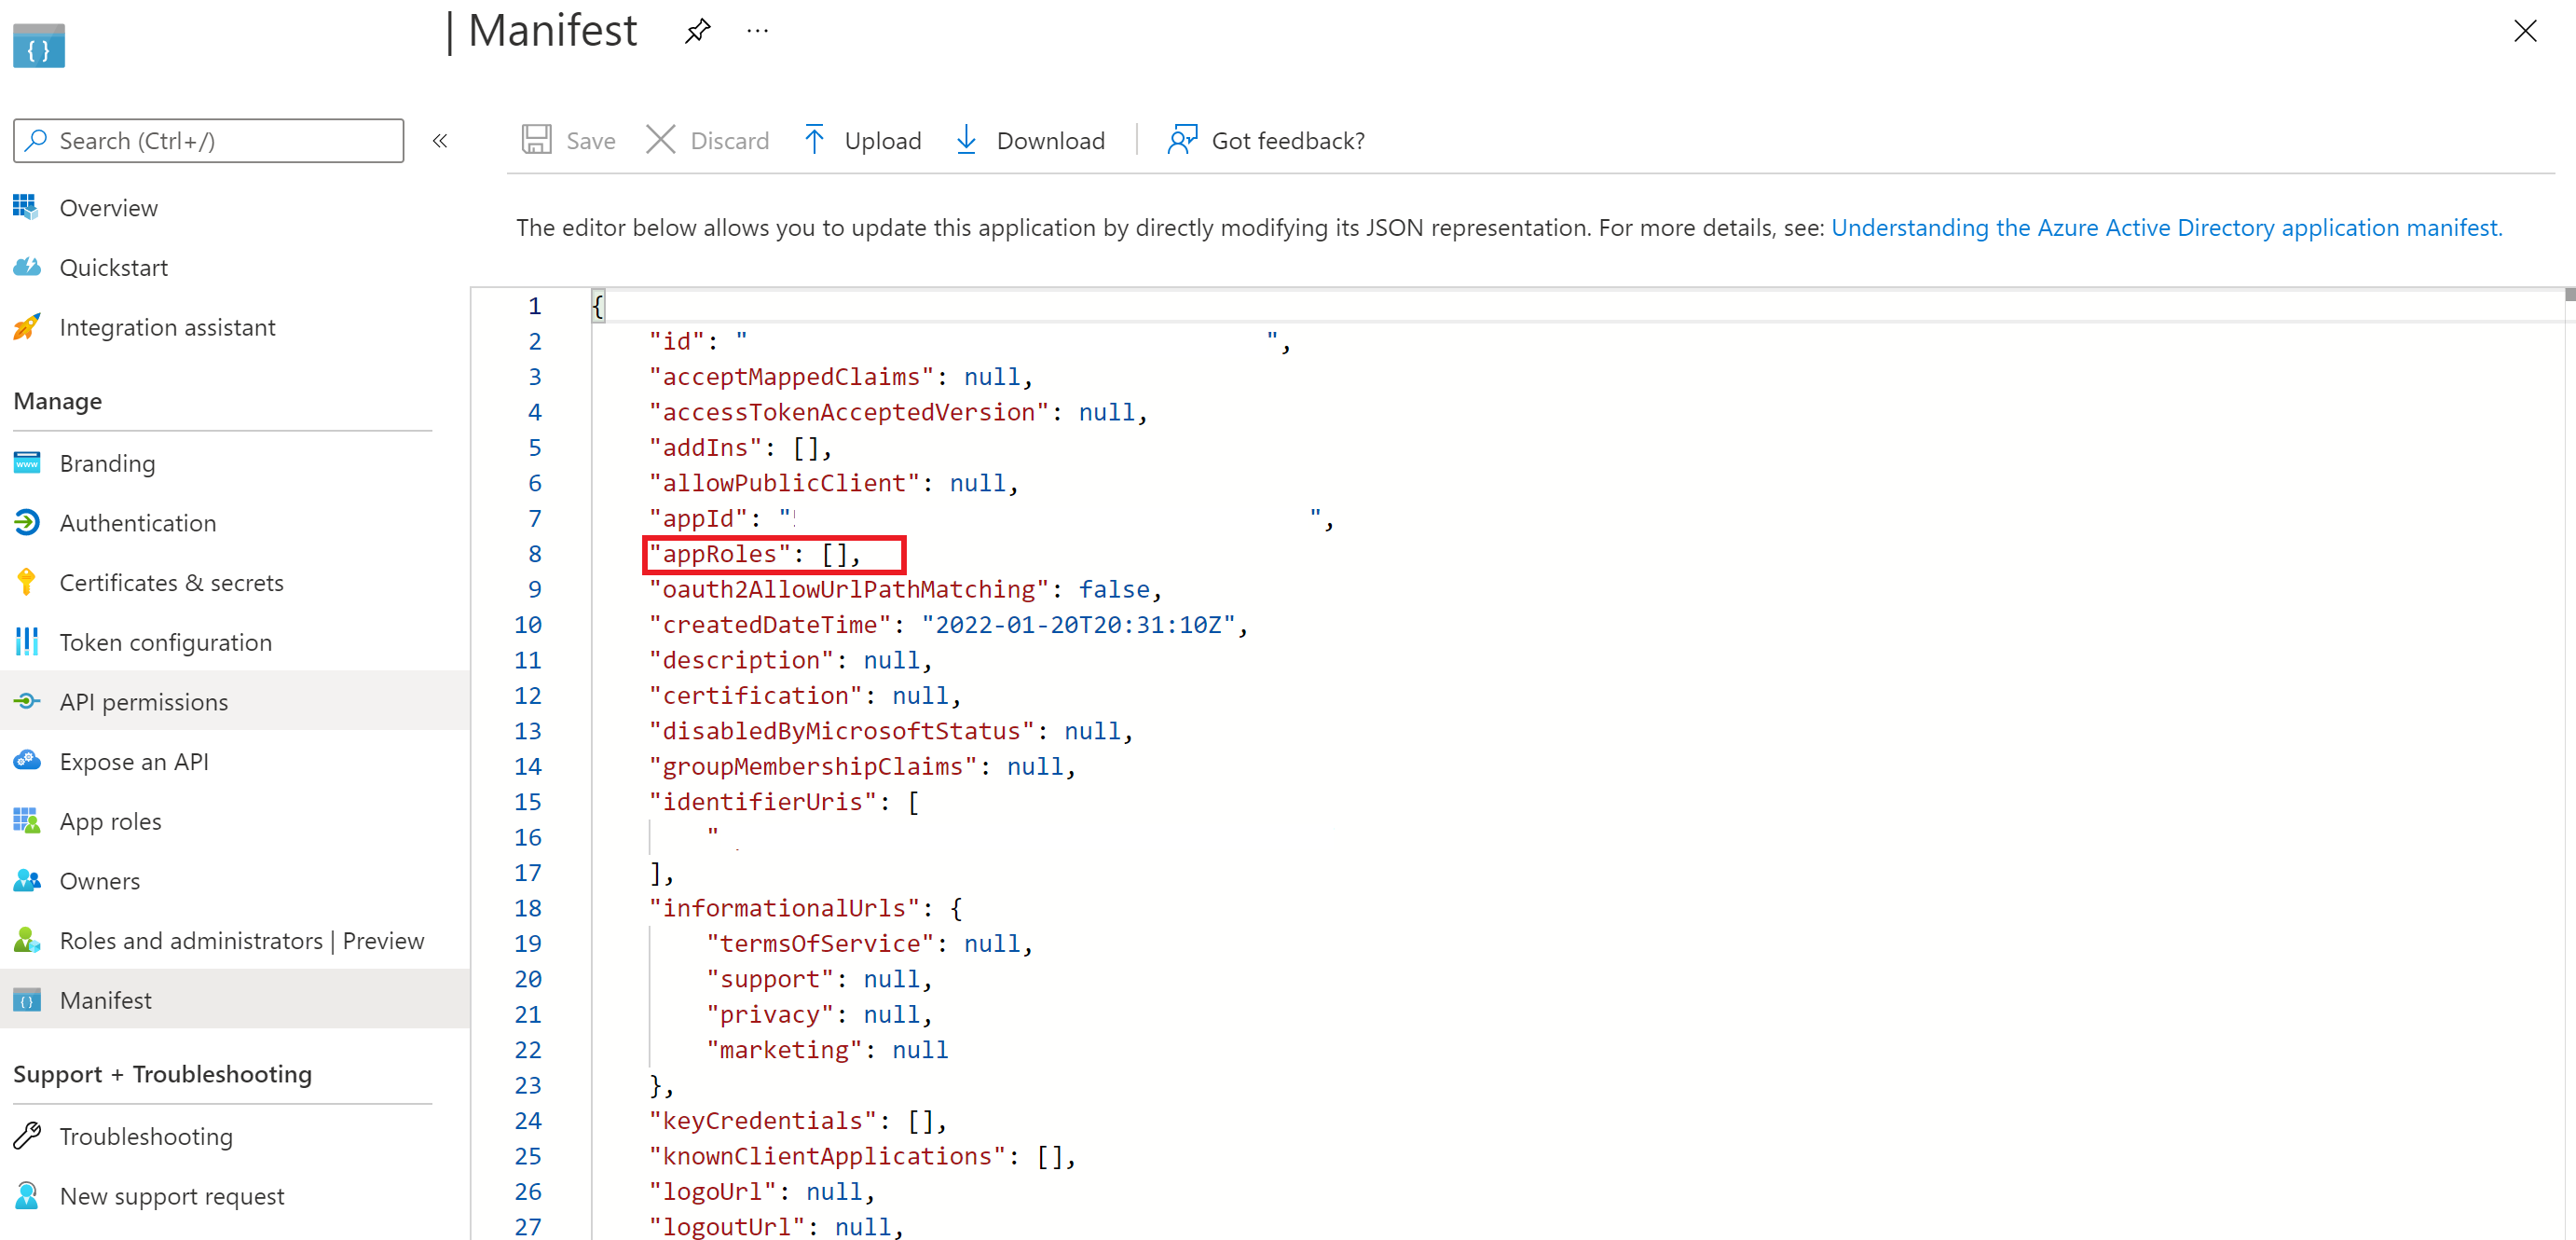 | Manifest
Search (Ctrl+/)
«
Overview
Quickstart
Integration assistant
Manage
Branding
Authentication
Certificates & secrets
Token configuration
API permissions
Expose an API
App roles
Owners
Roles and administrators | Preview
Manifest
Support + Troubleshooting
Troubleshooting
New support request
Save Discard Upload Download Got feedback?
The editor below allows you to update this application by directly modifying its JSON representation. For more details, see: Understanding the Azure Active Directory application manifest.
1 {
2 "id": " ",
3 "acceptMappedClaims": null,
4 "accessTokenAcceptedVersion": null,
5 "addIns": [],
6 "allowPublicClient": null,
7 "appId": " ",
8 "appRoles": [],
9 "oauth2AllowUrlPathMatching": false,
10 "createdDateTime": "2022-01-20T20:31:10Z",
11 "description": null,
12 "certification": null,
13 "disabledByMicrosoftStatus": null,
14 "groupMembershipClaims": null,
15 "identifierUris": [
16 "
17 ],
18 "informationalUrls": {
19 "termsOfService": null,
20 "support": null,
21 "privacy": null,
22 "marketing": null
23 },
24 "keyCredentials": [],
25 "knownClientApplications": [],
26 "logoUrl": null,
27 "logoutUrl": null,